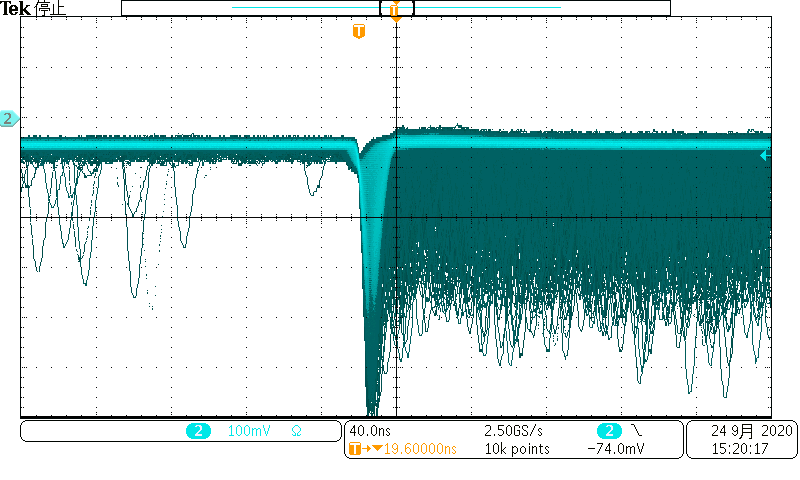 Tek 停止
T
T
2
2 100mV Ω
40.0ns 2.50GS/s 2
T→▼19.60000ns 10k points −74.0mV
24 9月 2020
15:20:17